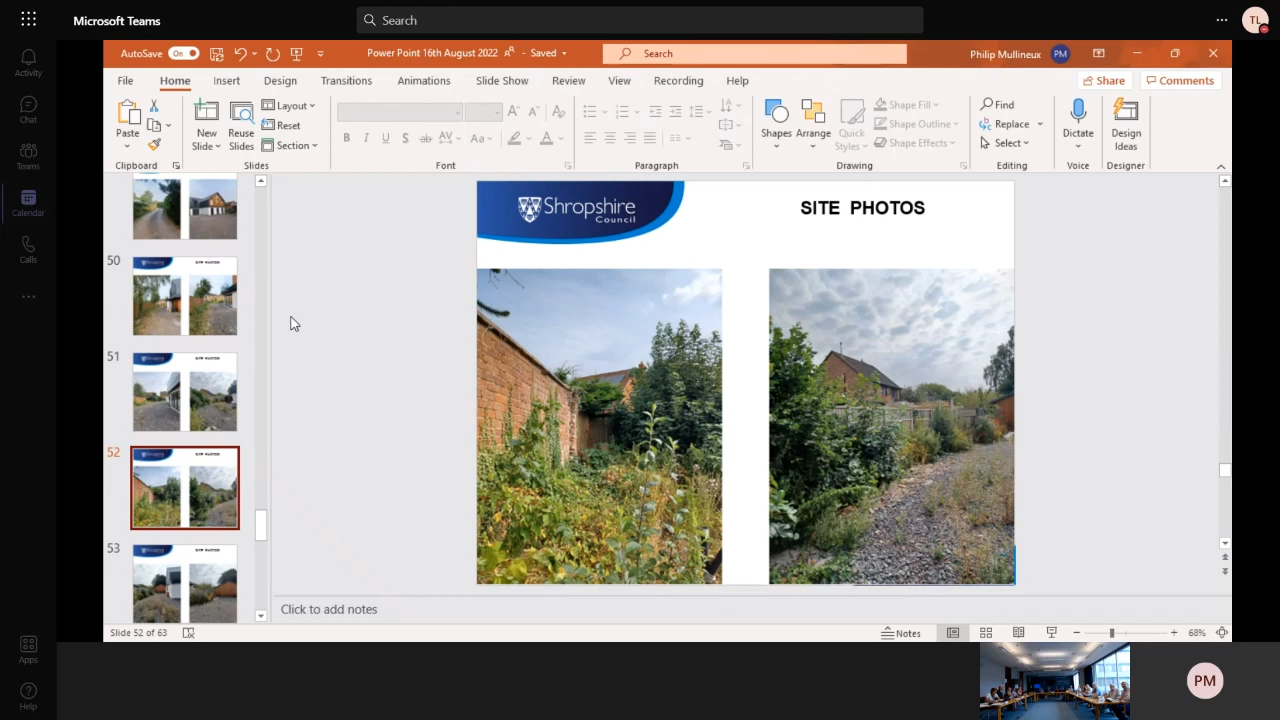 Microsoft Teams
Search
TL
Activity
Chat
Teams
Calendar
Calls
Apps
Help
AutoSave On
Power Point 16th August 2022 - Saved
Search
Philip Mullineux PM
File Home Insert Design Transitions Animations Slide Show Review View Recording Help
Share Comments
Paste
New Slide
Reuse Slides
Layout
Reset
Section
B I U S ab AV Aa A
Shapes Arrange Quick Styles
Shape Fill
Shape Outline
Shape Effects
Find
Replace
Select
Dictate
Design Ideas
Clipboard Slides Font Paragraph Drawing Editing Voice Designer
50
51
52
53
Shropshire
Council
SITE PHOTOS
Click to add notes
Slide 52 of 63
Notes
68%
PM